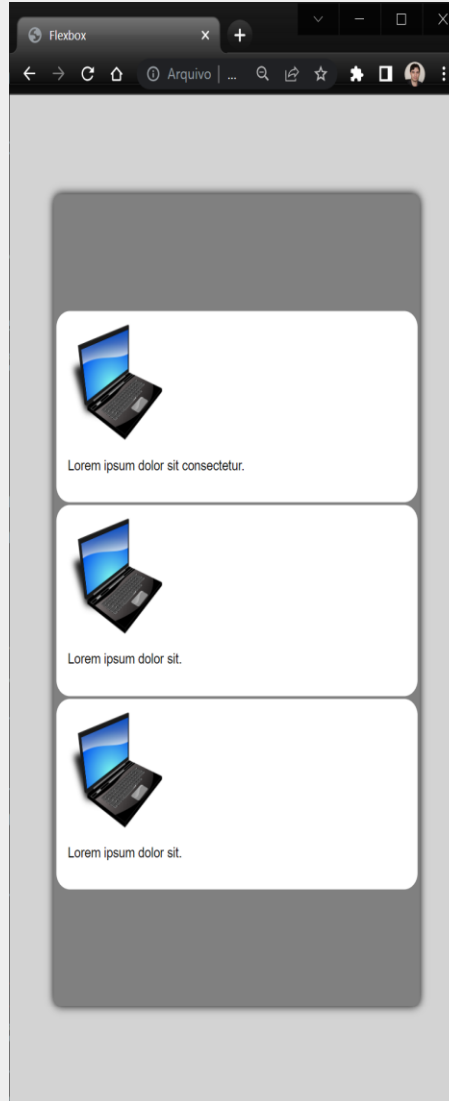 Flexbox
Arquivo | ...
Lorem ipsum dolor sit consectetur.
Lorem ipsum dolor sit.
Lorem ipsum dolor sit.